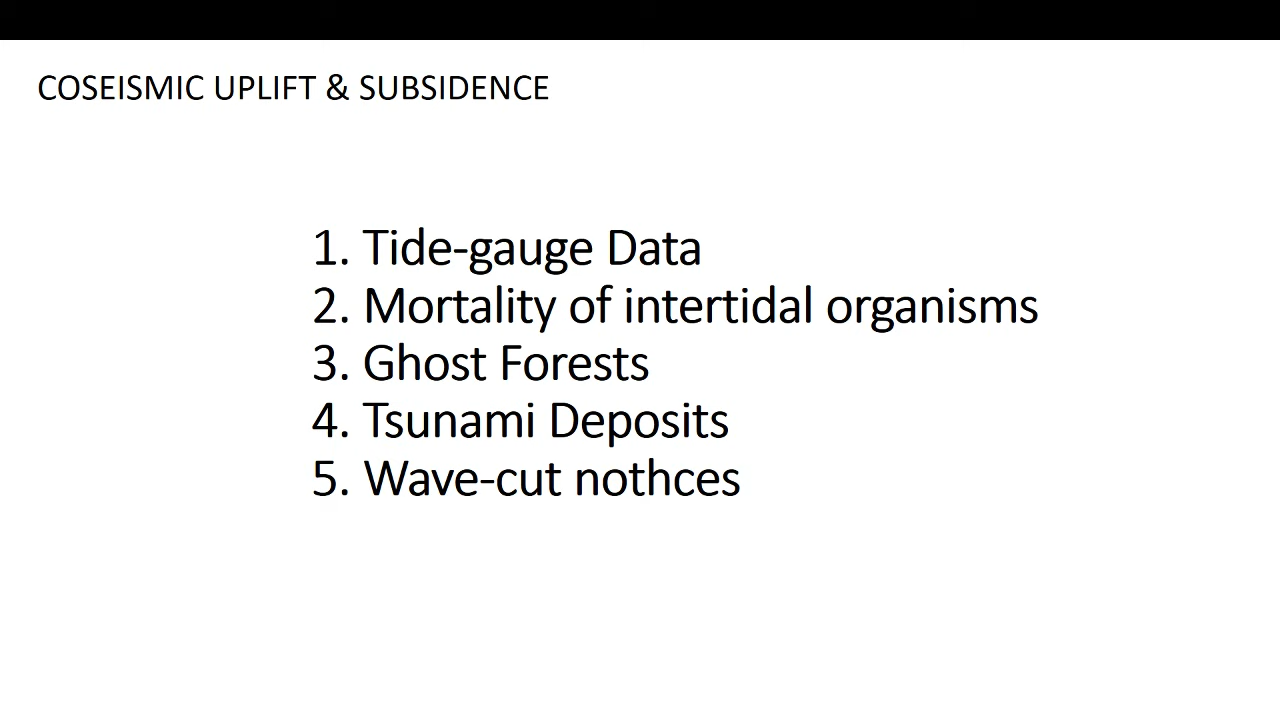 COSEISMIC UPLIFT & SUBSIDENCE
1. Tide-gauge Data
2. Mortality of intertidal organisms
3. Ghost Forests
4. Tsunami Deposits
5. Wave-cut nothces